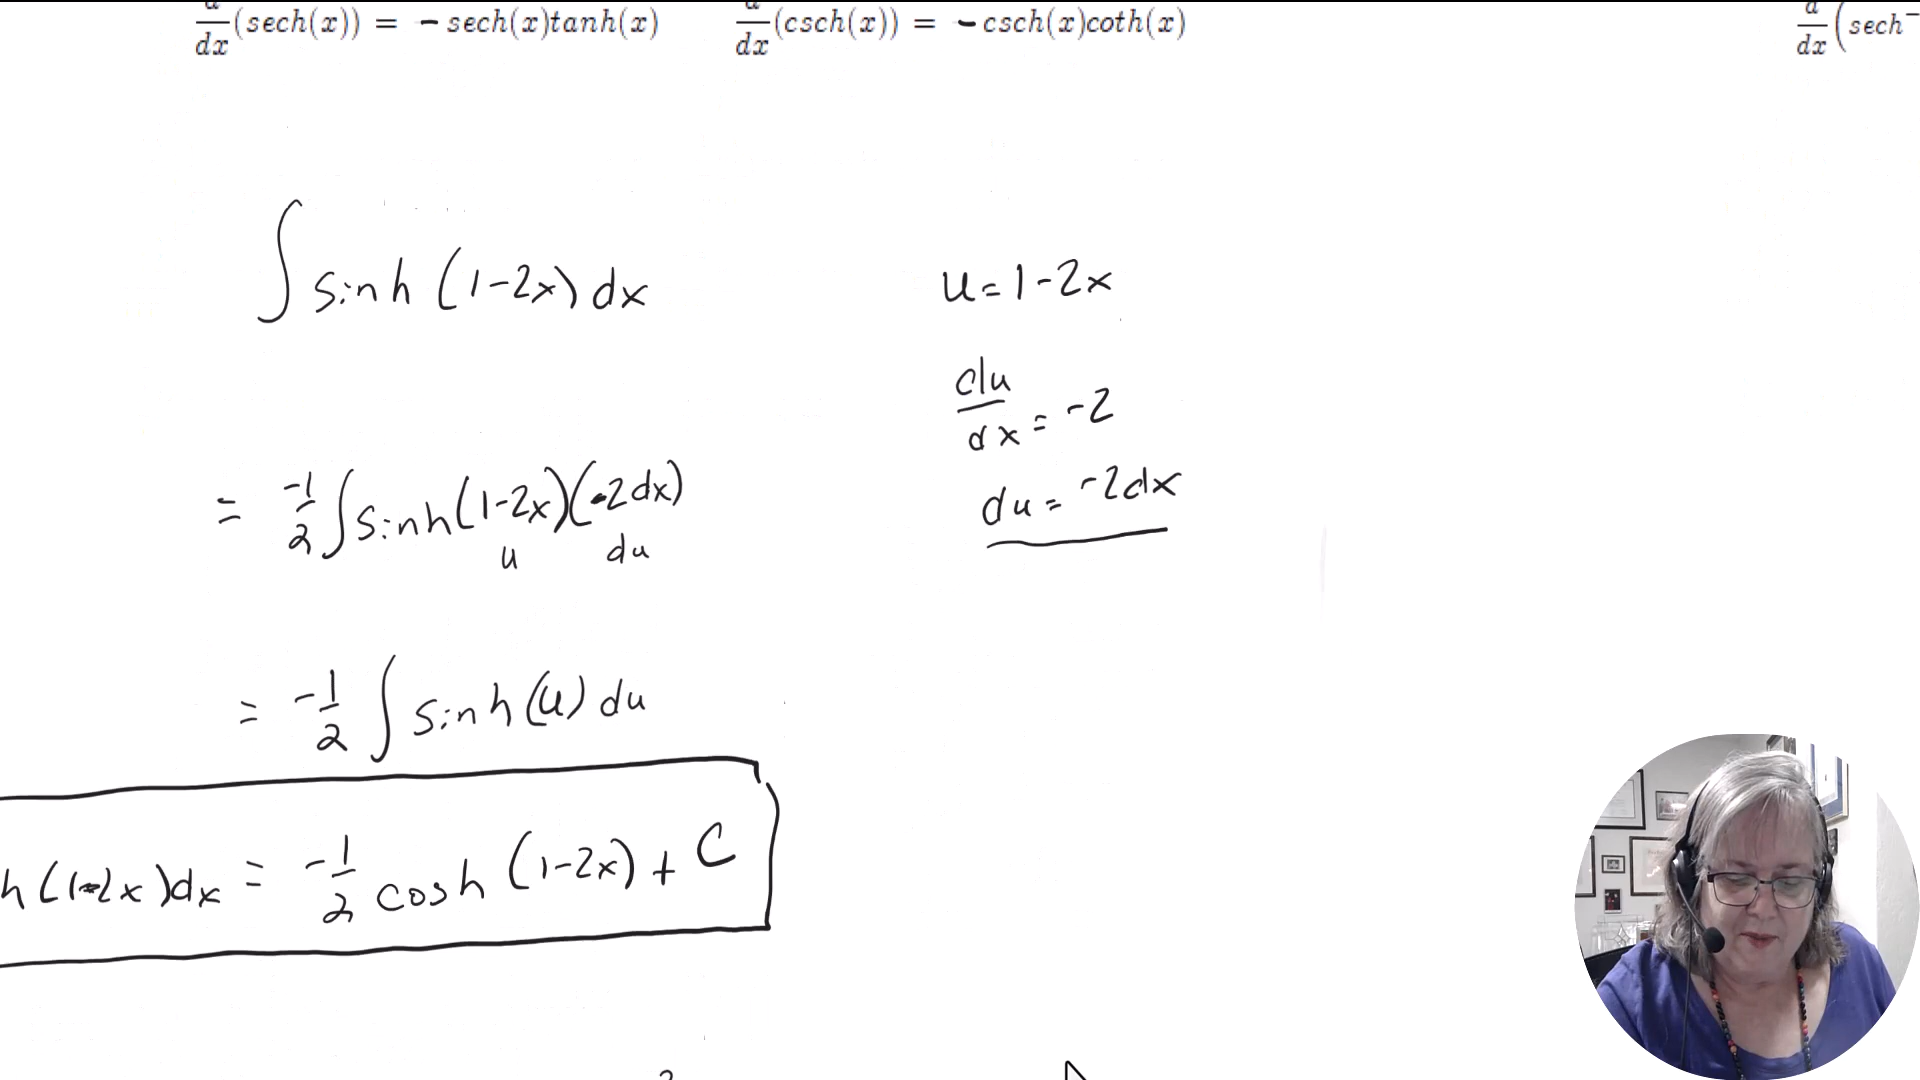 d/dx (sech(x)) = - sech(x)tanh(x)    d/dx (csch(x)) = - csch(x)coth(x)    d/dx (sech⁻
∫ sinh (1-2x) dx    u = 1-2x
du/dx = -2
= -1/2 ∫ sinh(1-2x)(-2dx)    du = -2dx
u    du
= -1/2 ∫ sinh (u) du
h(1-2x)dx = -1/2 cosh (1-2x) + C